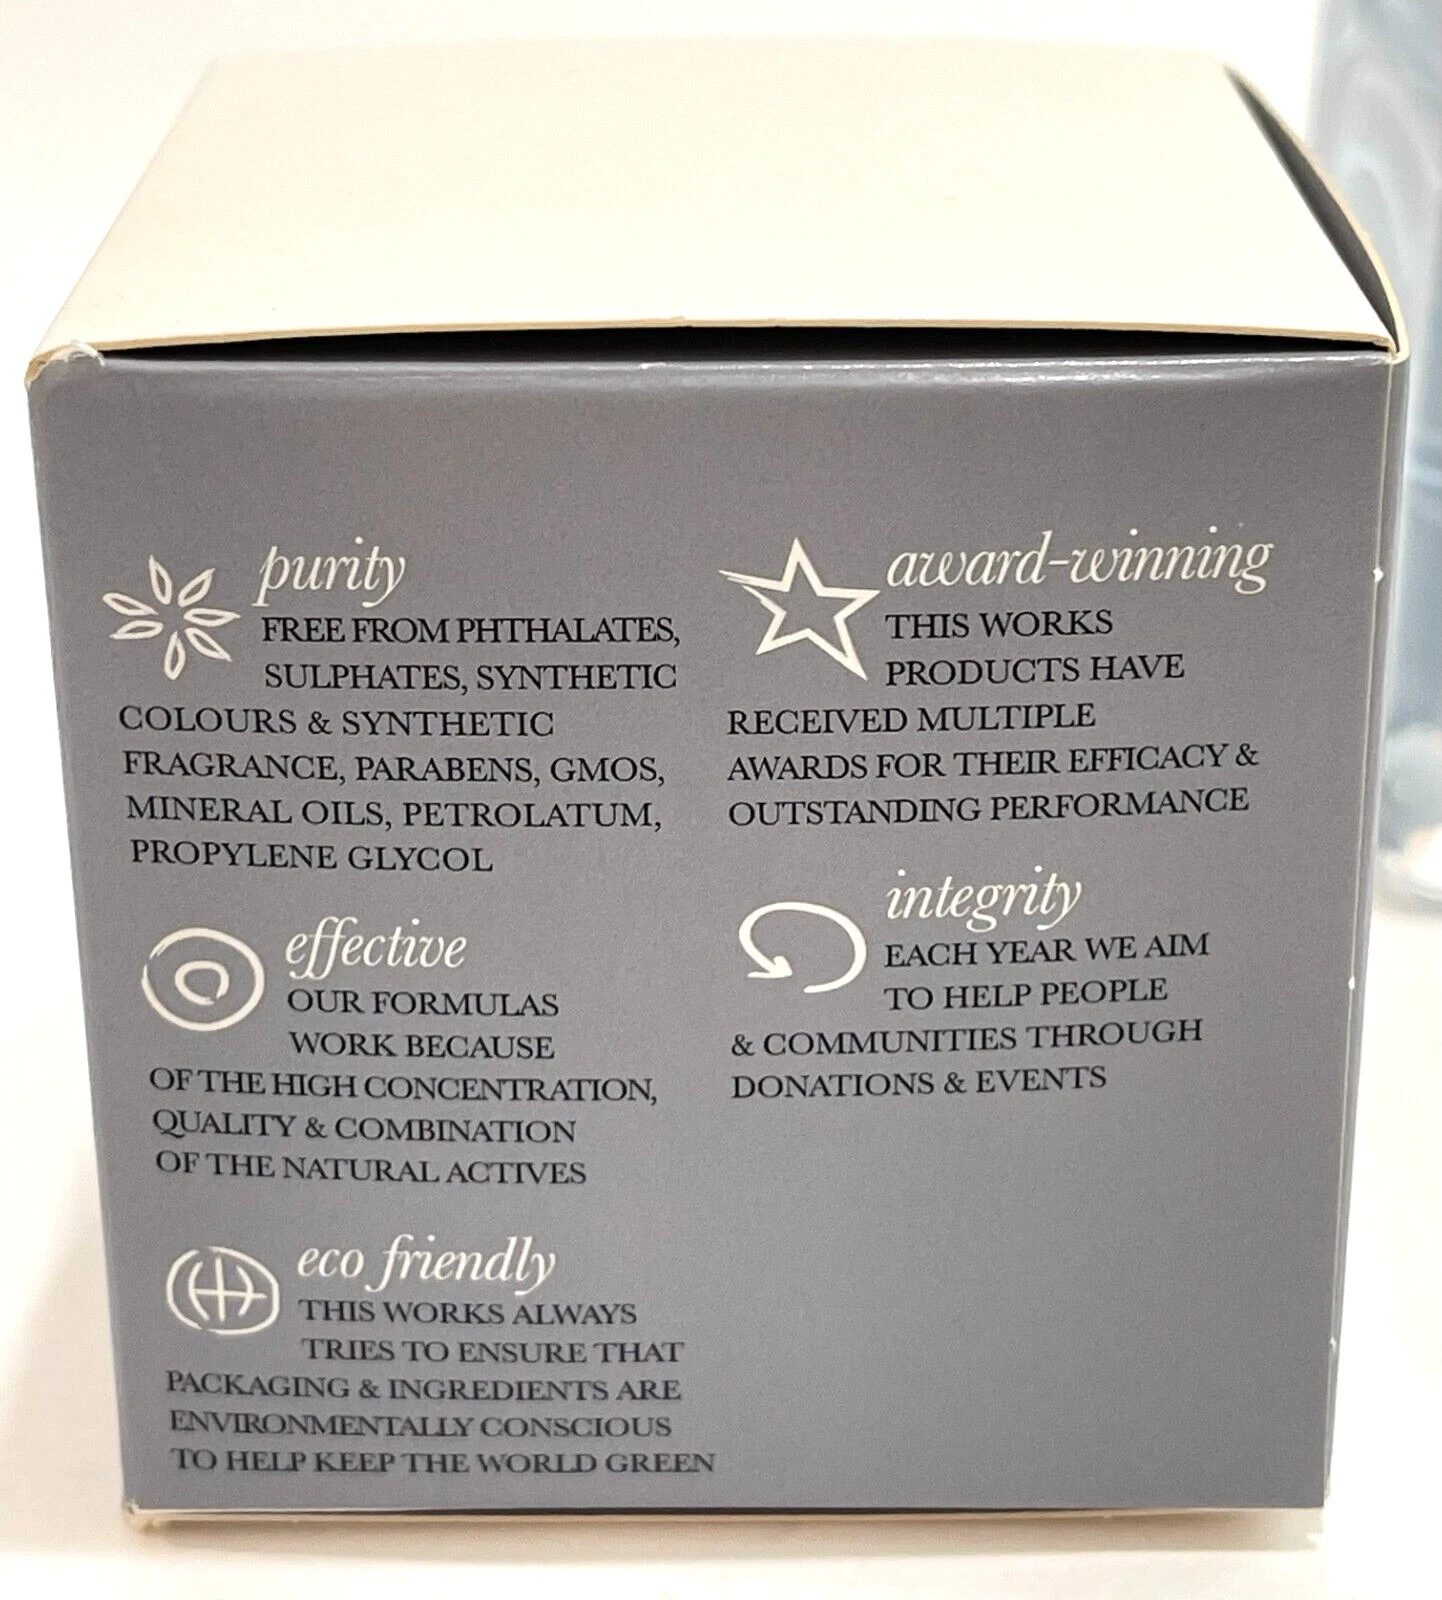 purity
FREE FROM PHTHALATES,
SULPHATES, SYNTHETIC
COLOURS & SYNTHETIC
FRAGRANCE, PARABENS, GMOS,
MINERAL OILS, PETROLATUM,
PROPYLENE GLYCOL
effective
OUR FORMULAS
WORK BECAUSE
OF THE HIGH CONCENTRATION,
QUALITY & COMBINATION
OF THE NATURAL ACTIVES
eco friendly
THIS WORKS ALWAYS
TRIES TO ENSURE THAT
PACKAGING & INGREDIENTS ARE
ENVIRONMENTALLY CONSCIOUS
TO HELP KEEP THE WORLD GREEN
award-winning
THIS WORKS
PRODUCTS HAVE
RECEIVED MULTIPLE
AWARDS FOR THEIR EFFICACY &
OUTSTANDING PERFORMANCE
integrity
EACH YEAR WE AIM
TO HELP PEOPLE
& COMMUNITIES THROUGH
DONATIONS & EVENTS